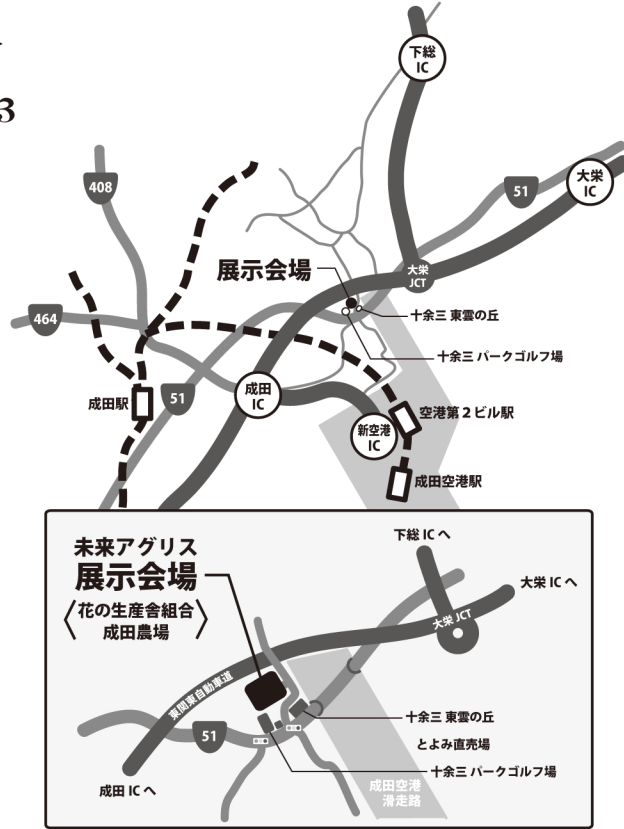 3
下総
IC
大栄
IC
51
408
展示会場
大栄
JCT
464
十余三 東雲の丘
十余三 パークゴルフ場
成田
IC
成田駅
51
空港第2ビル駅
新空港
IC
成田空港駅
未来アグリス
展示会場
〈花の生産舎組合
成田農場〉
下総 IC へ
大栄 IC へ
大栄 JCT
東関東自動車道
51
十余三 東雲の丘
とよみ直売場
十余三 パークゴルフ場
成田 IC へ
成田空港
滑走路